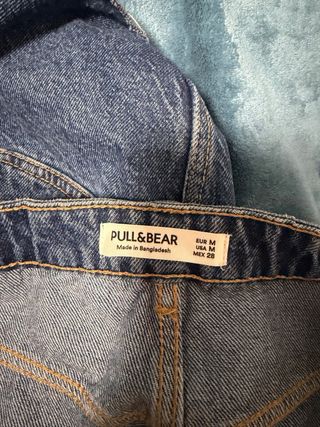 PULL&BEAR
Made in Bangladesh
EUR M
USA M
MEX 28